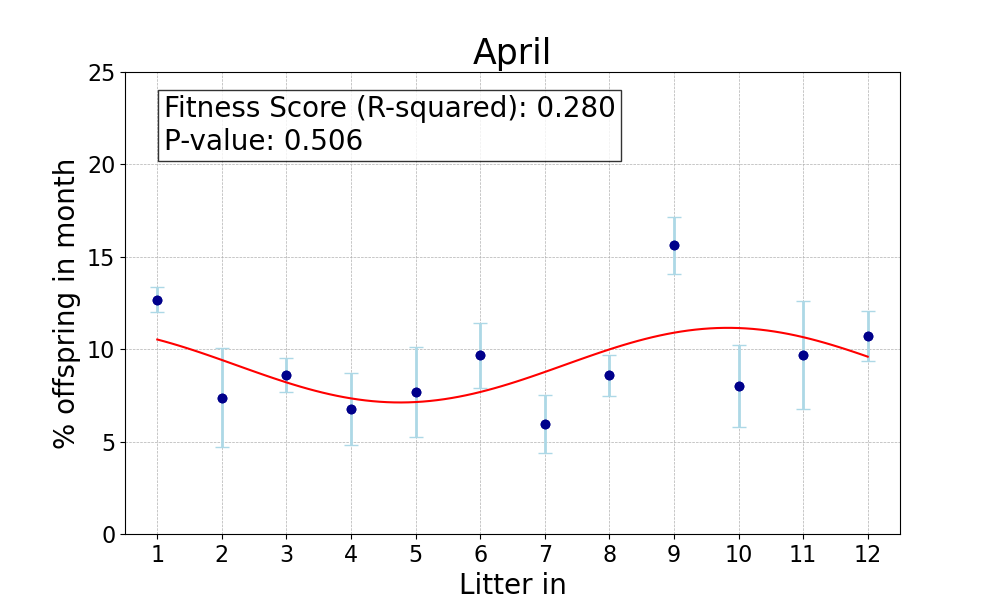 April
Fitness Score (R-squared): 0.280
P-value: 0.506
% offspring in month
25
20
15
10
5
0
1 2 3 4 5 6 7 8 9 10 11 12
Litter in